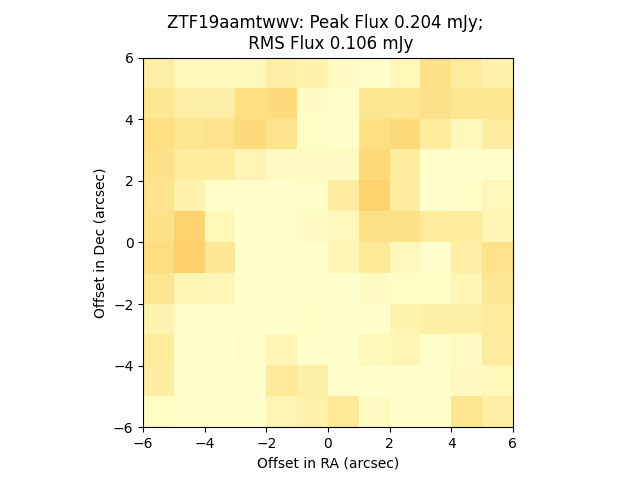 ZTF19aamtwwv: Peak Flux 0.204 mJy;
RMS Flux 0.106 mJy
6
4
2
0
−2
−4
−6
Offset in Dec (arcsec)
−6 −4 −2 0 2 4 6
Offset in RA (arcsec)